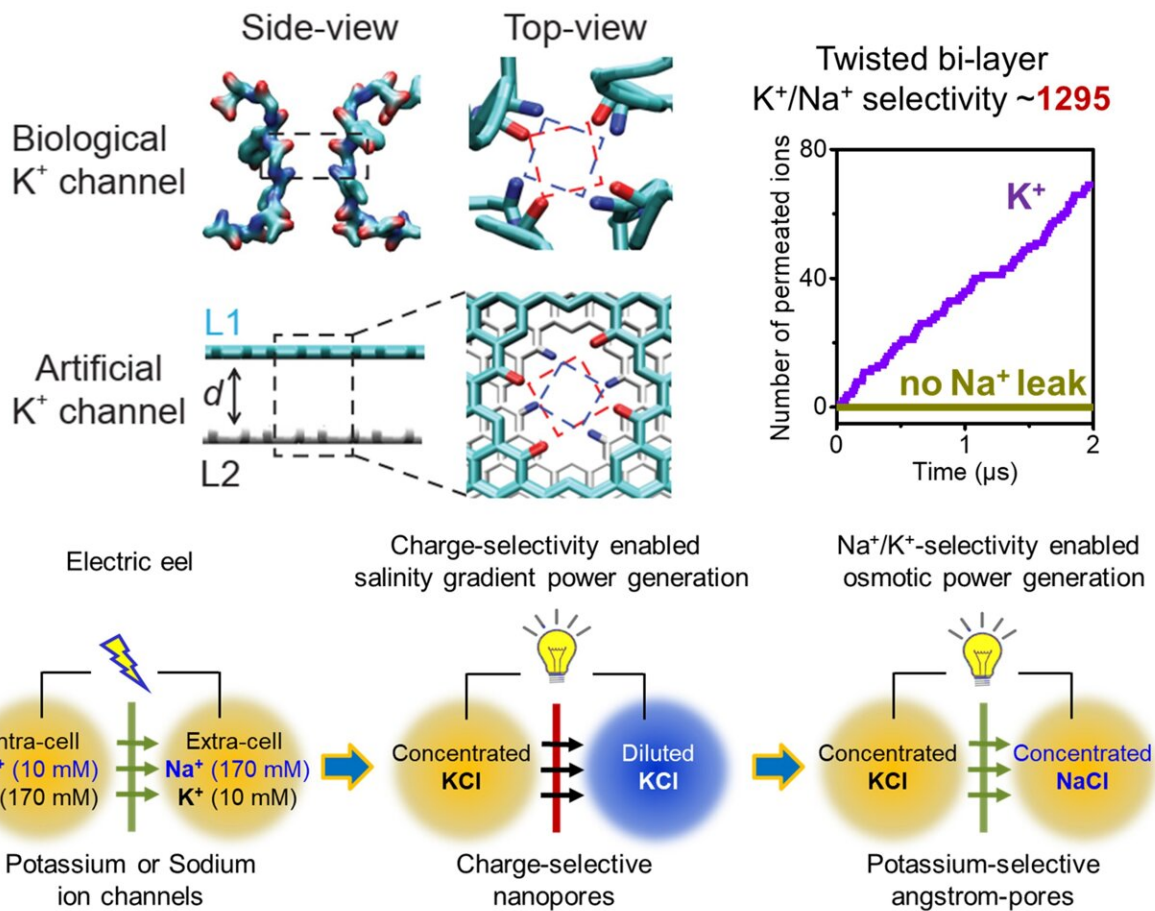 Side-view
Top-view
Biological
K⁺ channel
Artificial
K⁺ channel
L1
d
L2
Twisted bi-layer
K⁺/Na⁺ selectivity ~1295
Number of permeated ions
80
40
0
K⁺
no Na⁺ leak
0
1
2
Time (μs)
Electric eel
ntra-cell
⁺ (10 mM)
(170 mM)
Extra-cell
Na⁺ (170 mM)
K⁺ (10 mM)
Potassium or Sodium
ion channels
Charge-selectivity enabled
salinity gradient power generation
Concentrated
KCl
Diluted
KCl
Charge-selective
nanopores
Na⁺/K⁺-selectivity enabled
osmotic power generation
Concentrated
KCl
Concentrated
NaCl
Potassium-selective
angstrom-pores